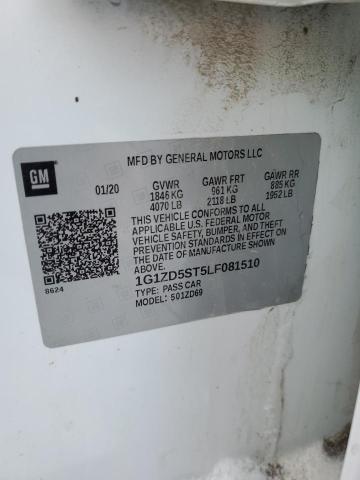 MFD BY GENERAL MOTORS LLC
GM
01/20
GVWR GAWR FRT GAWR RR
1846 KG 961 KG 885 KG
4070 LB 2118 LB 1952 LB
THIS VEHICLE CONFORMS TO ALL
APPLICABLE U.S. FEDERAL MOTOR
VEHICLE SAFETY, BUMPER, AND THEFT
PREVENTION STANDARDS IN EFFECT
ON THE DATE OF MANUFACTURE
SHOWN ABOVE.
1G1ZD5ST5LF081510
TYPE: PASS CAR
MODEL: 501ZD69
8624